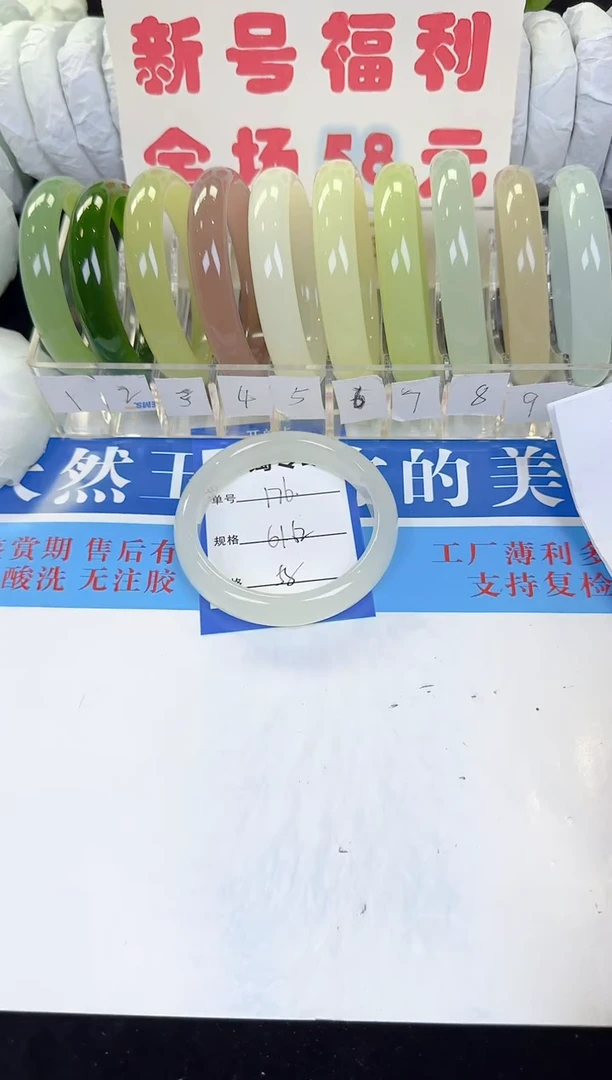 新号福利
全场58元
1 2 3 4 5 6 7 8 9
天然玉 的美
单号 176
规格 61
格 58
赏期 售后有
酸洗 无注胶
工厂薄利多
支持复检